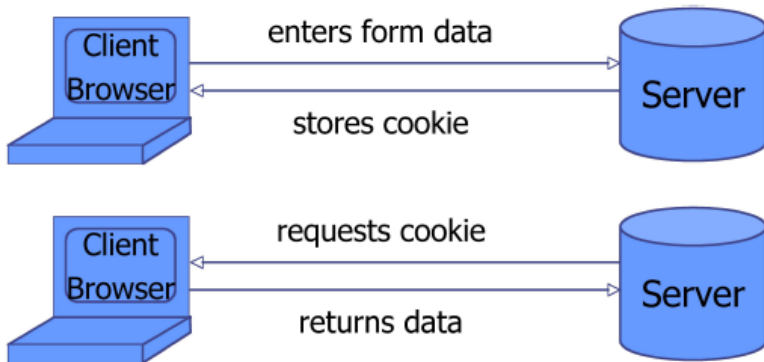 enters form data
Client
Browser
Server
stores cookie
requests cookie
Client
Browser
Server
returns data